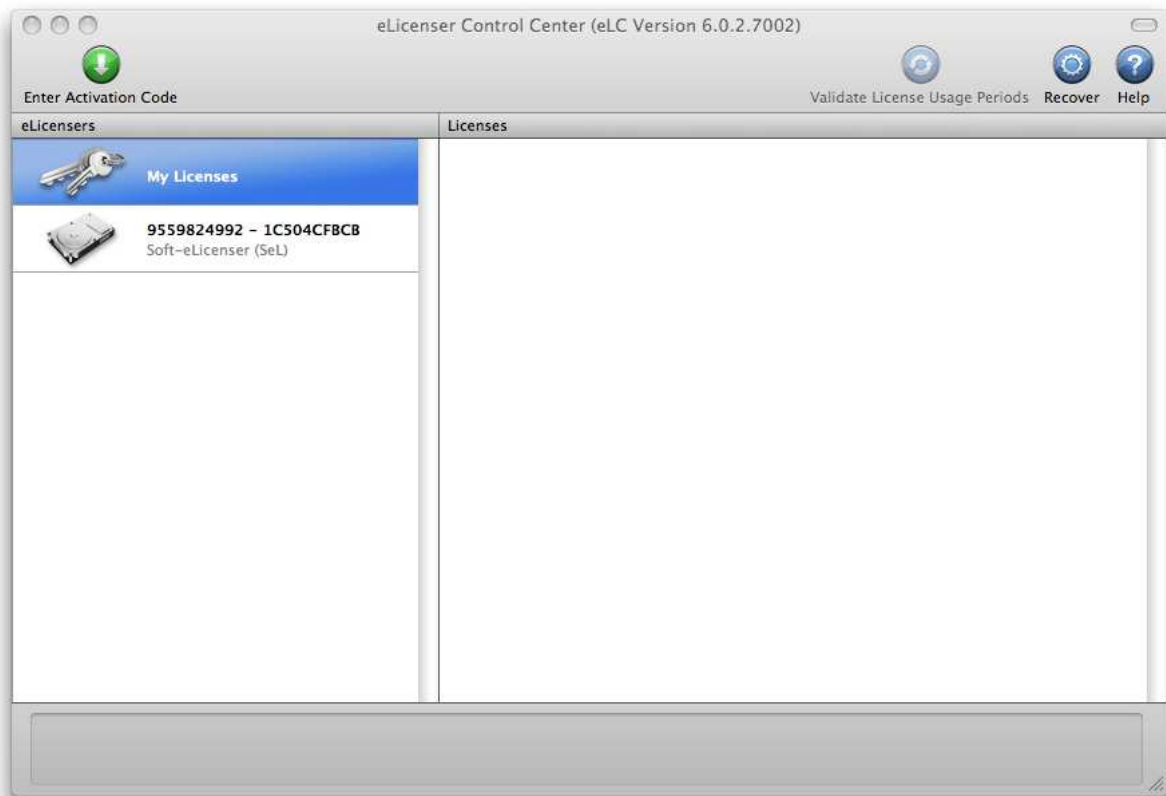 eLicenser Control Center (eLC Version 6.0.2.7002)
Enter Activation Code
Validate License Usage Periods
Recover
Help
eLicensers
Licenses
My Licenses
9559824992 - 1C504CFBCB
Soft-eLicenser (SeL)